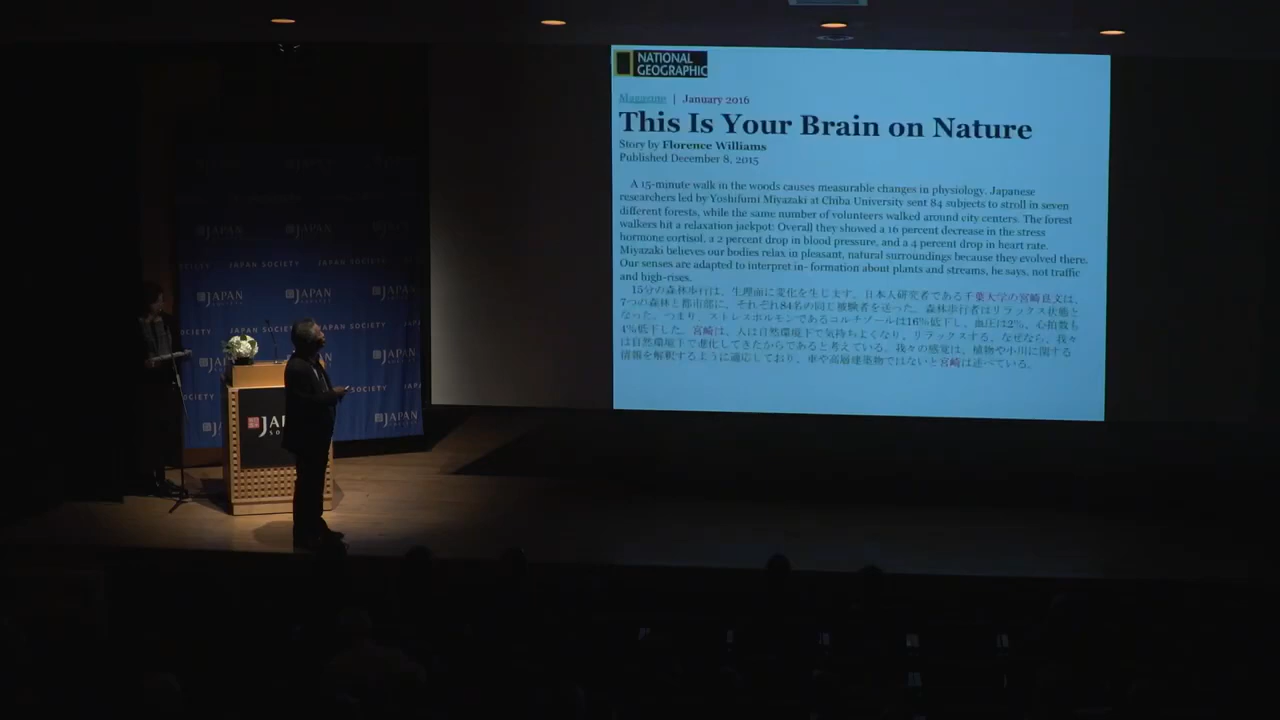 NATIONAL
GEOGRAPHIC
Magazine | January 2016
This Is Your Brain on Nature
Story by Florence Williams
Published December 8, 2015
A 15-minute walk in the woods causes measurable changes in physiology. Japanese
researchers led by Yoshifumi Miyazaki at Chiba University sent 84 subjects to stroll in seven
different forests, while the same number of volunteers walked around city centers. The forest
walkers hit a relaxation jackpot: Overall they showed a 16 percent decrease in the stress
hormone cortisol, a 2 percent drop in blood pressure, and a 4 percent drop in heart rate.
Miyazaki believes our bodies relax in pleasant, natural surroundings because they evolved there.
Our senses are adapted to interpret in- formation about plants and streams, he says, not traffic
and high-rises.
15分の森林歩行は、生理面に変化を生じます。日本人研究者である千葉大学の宮崎良文は、
7つの森林と都市部に、それぞれ84名の同じ被験者を送った。森林歩行者はリラックス状態と
なった。つまり、ストレスホルモンであるコルチゾールは16%低下し、血圧は2%、心拍数も
4%低下した。宮崎は、人は自然環境下で気持ちよくなり、リラックスする。なぜなら、我々
は自然環境下で進化してきたからであると考えている。我々の感覚は、植物や小川に関する
情報を解釈するように適応しており、車や高層建築物ではないと宮崎は述べている。
JAPAN SOCIETY
JAPAN SOCIETY
JAPAN
JAPAN
JAPAN
JAPAN
JAPAN SOCIETY
JAPAN SOCIETY
JAPAN
SOCIETY
JAPAN
SOCIETY